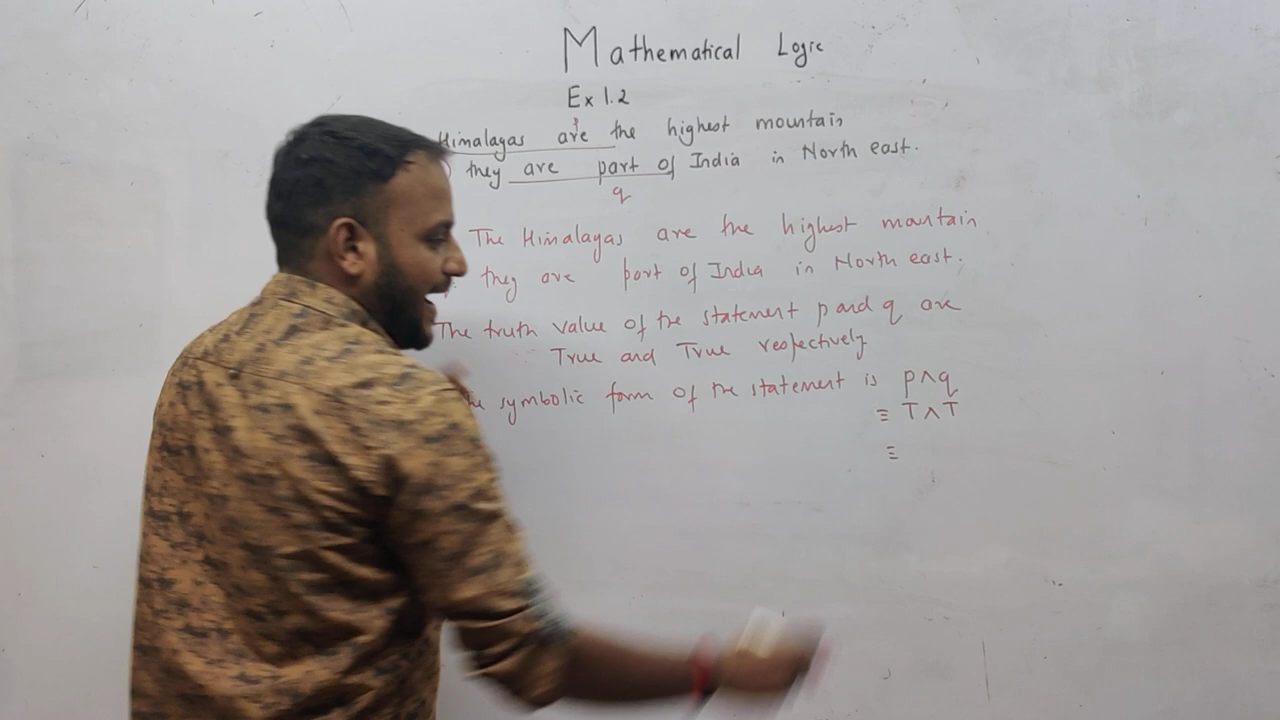 Mathematical Logic
Ex 1.2
Himalayas are the highest mountain
they are part of India in North east.
q
The Himalayas are the highest mauntain
they are part of India in North east.
The truth value of the statement p and q are
True and True respectively
symbolic form of the statement is p∧q
≡ T∧T
≡